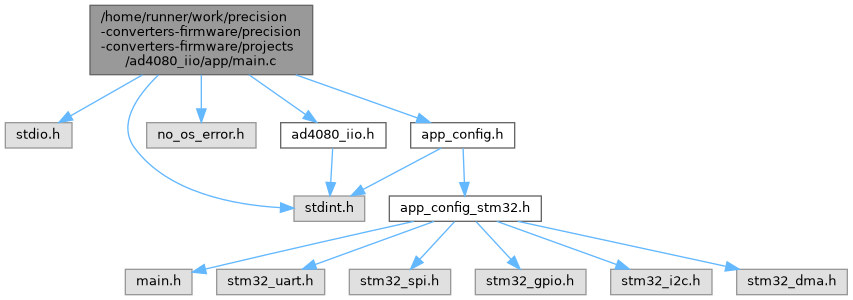 /home/runner/work/precision
-converters-firmware/precision
-converters-firmware/projects
/ad4080_iio/app/main.c
stdio.h
no_os_error.h
ad4080_iio.h
app_config.h
stdint.h
app_config_stm32.h
main.h
stm32_uart.h
stm32_spi.h
stm32_gpio.h
stm32_i2c.h
stm32_dma.h